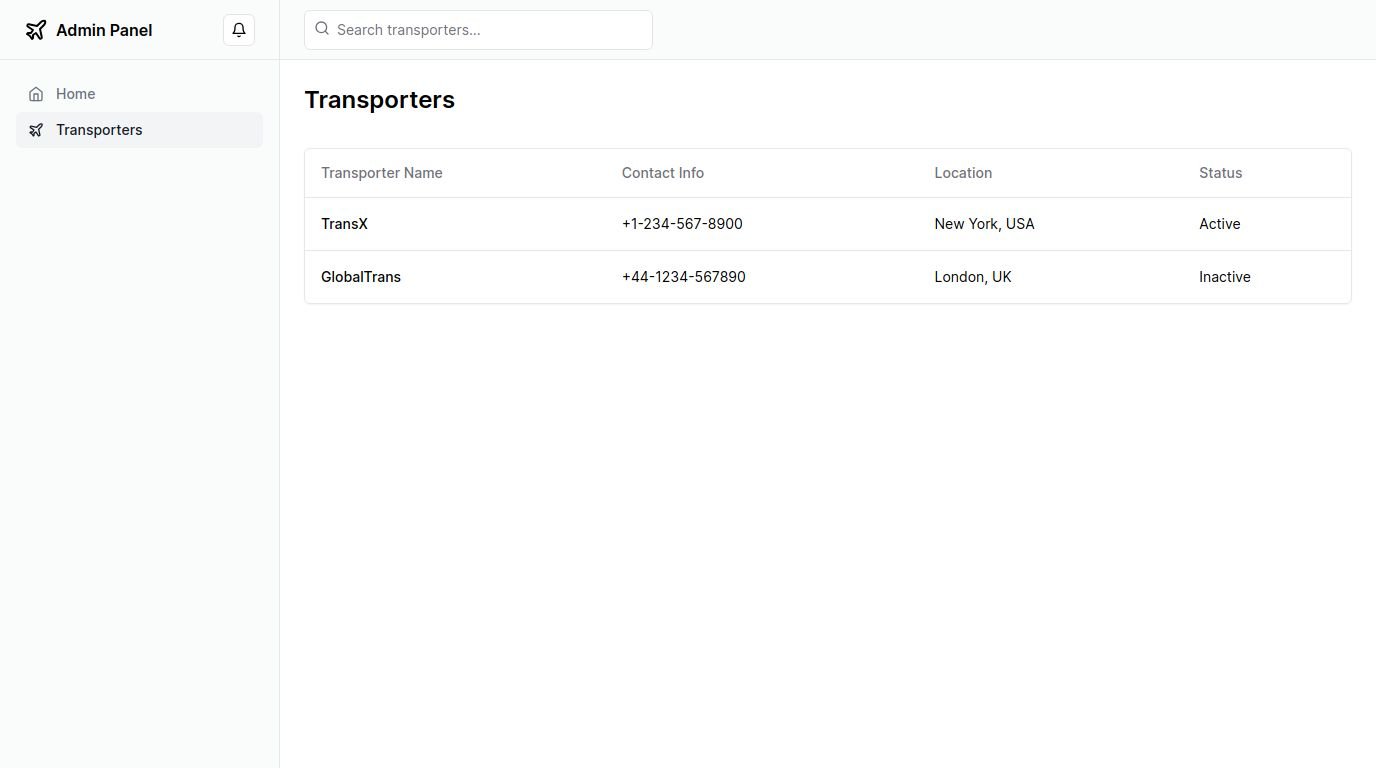 Admin Panel
Search transporters...
Home
Transporters
Transporters
Transporter Name Contact Info Location Status
TransX +1-234-567-8900 New York, USA Active
GlobalTrans +44-1234-567890 London, UK Inactive